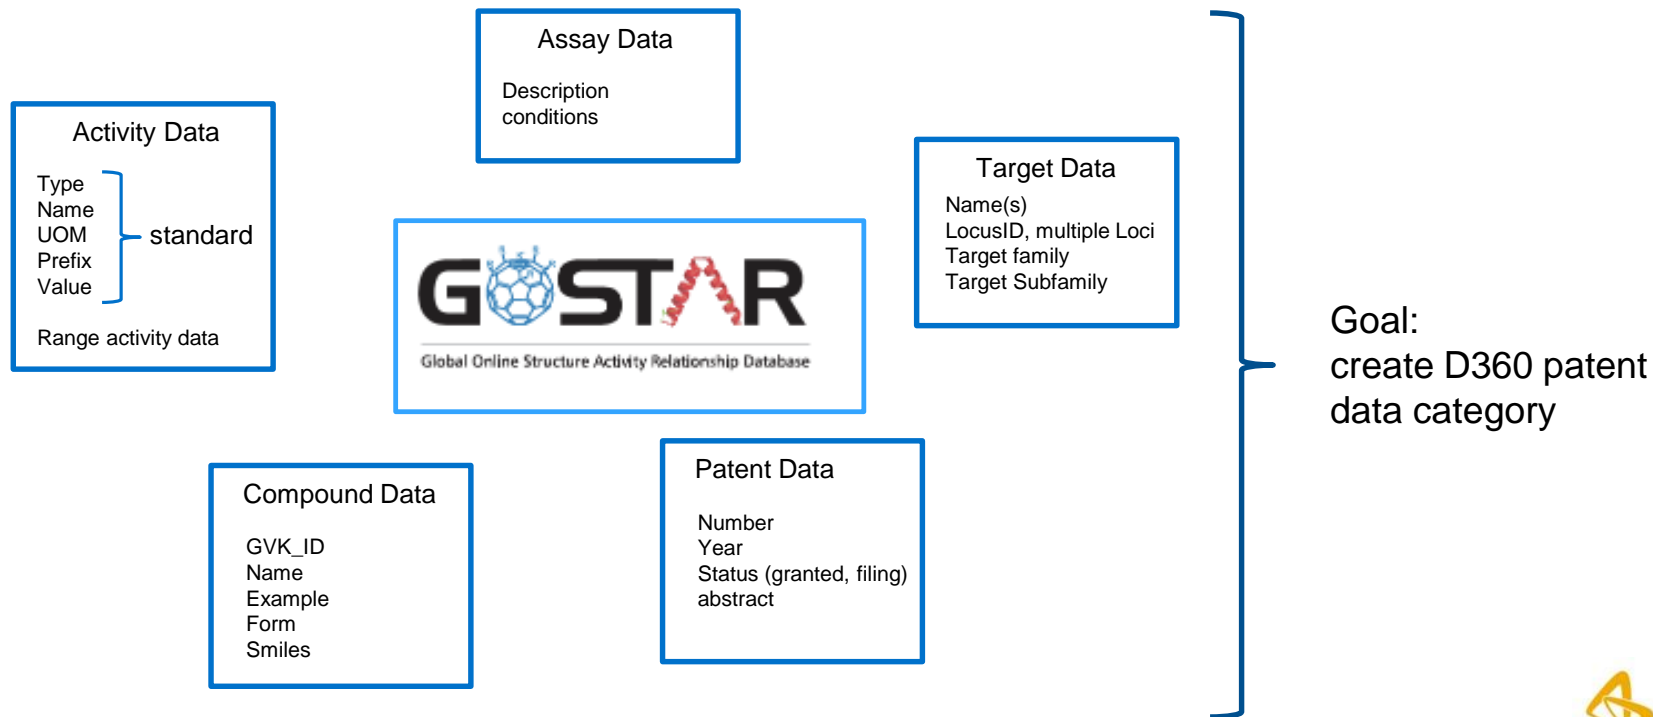 Assay Data
Description
conditions
Activity Data
Type
Name
UOM
Prefix
Value
standard
Range activity data
Target Data
Name(s)
LocusID, multiple Loci
Target family
Target Subfamily
GOSTAR
Global Online Structure Activity Relationship Database
Compound Data
GVK_ID
Name
Example
Form
Smiles
Patent Data
Number
Year
Status (granted, filing)
abstract
Goal:
create D360 patent
data category